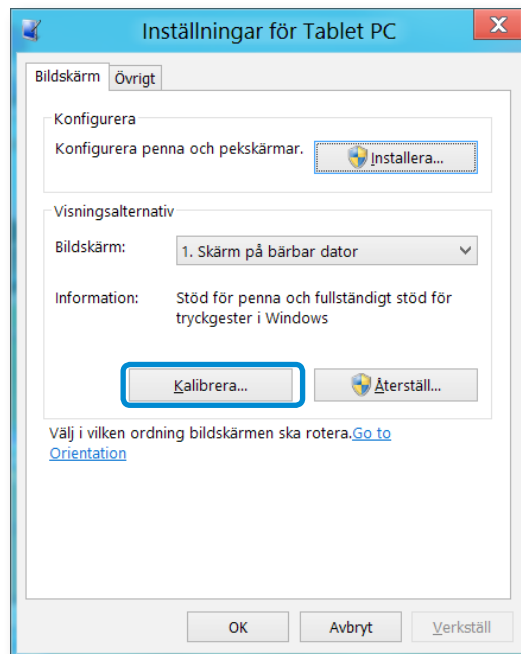 Inställningar för Tablet PC
Bildskärm Övrigt
Konfigurera
Konfigurera penna och pekskärmar.
Installera...
Visningsalternativ
Bildskärm:
1. Skärm på bärbar dator
Information:
Stöd för penna och fullständigt stöd för
tryckgester i Windows
Kalibrera...
Återställ...
Välj i vilken ordning bildskärmen ska rotera.Go to
Orientation
OK
Avbryt
Verkställ